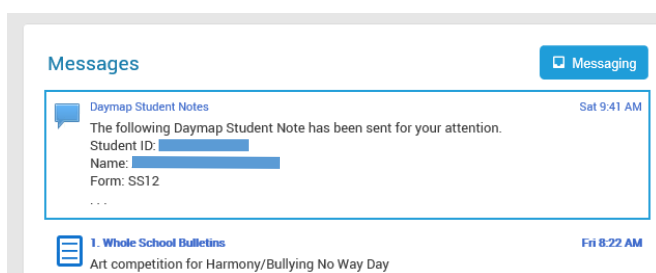 Messages
Messaging
Daymap Student Notes
Sat 9:41 AM
The following Daymap Student Note has been sent for your attention.
Student ID:
Name:
Form: SS12
. . .
1. Whole School Bulletins
Fri 8:22 AM
Art competition for Harmony/Bullying No Way Day